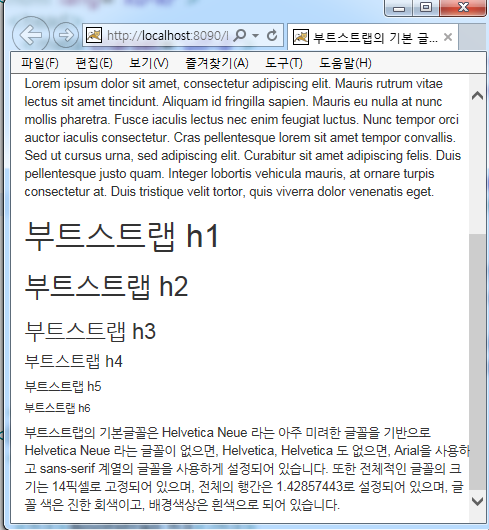 http://localhost:8090/l
부트스트랩의 기본 글...
파일(F) 편집(E) 보기(V) 즐겨찾기(A) 도구(T) 도움말(H)
Lorem ipsum dolor sit amet, consectetur adipiscing elit. Mauris rutrum vitae
lectus sit amet tincidunt. Aliquam id fringilla sapien. Mauris eu nulla at nunc
mollis pharetra. Fusce iaculis lectus nec enim feugiat luctus. Nunc tempor orci
auctor iaculis consectetur. Cras pellentesque lorem sit amet tempor convallis.
Sed ut cursus urna, sed adipiscing elit. Curabitur sit amet adipiscing felis. Duis
pellentesque justo quam. Integer lobortis vehicula mauris, at ornare turpis
consectetur at. Duis tristique velit tortor, quis viverra dolor venenatis eget.
부트스트랩 h1
부트스트랩 h2
부트스트랩 h3
부트스트랩 h4
부트스트랩 h5
부트스트랩 h6
부트스트랩의 기본글꼴은 Helvetica Neue 라는 아주 미려한 글꼴을 기반으로
Helvetica Neue 라는 글꼴이 없으면, Helvetica, Helvetica 도 없으면, Arial을 사용하
고 sans-serif 계열의 글꼴을 사용하게 설정되어 있습니다. 또한 전체적인 글꼴의 크
기는 14픽셀로 고정되어 있으며, 전체의 행간은 1.42857443로 설정되어 있으며, 글
꼴 색은 진한 회색이고, 배경색상은 흰색으로 되어 있습니다.